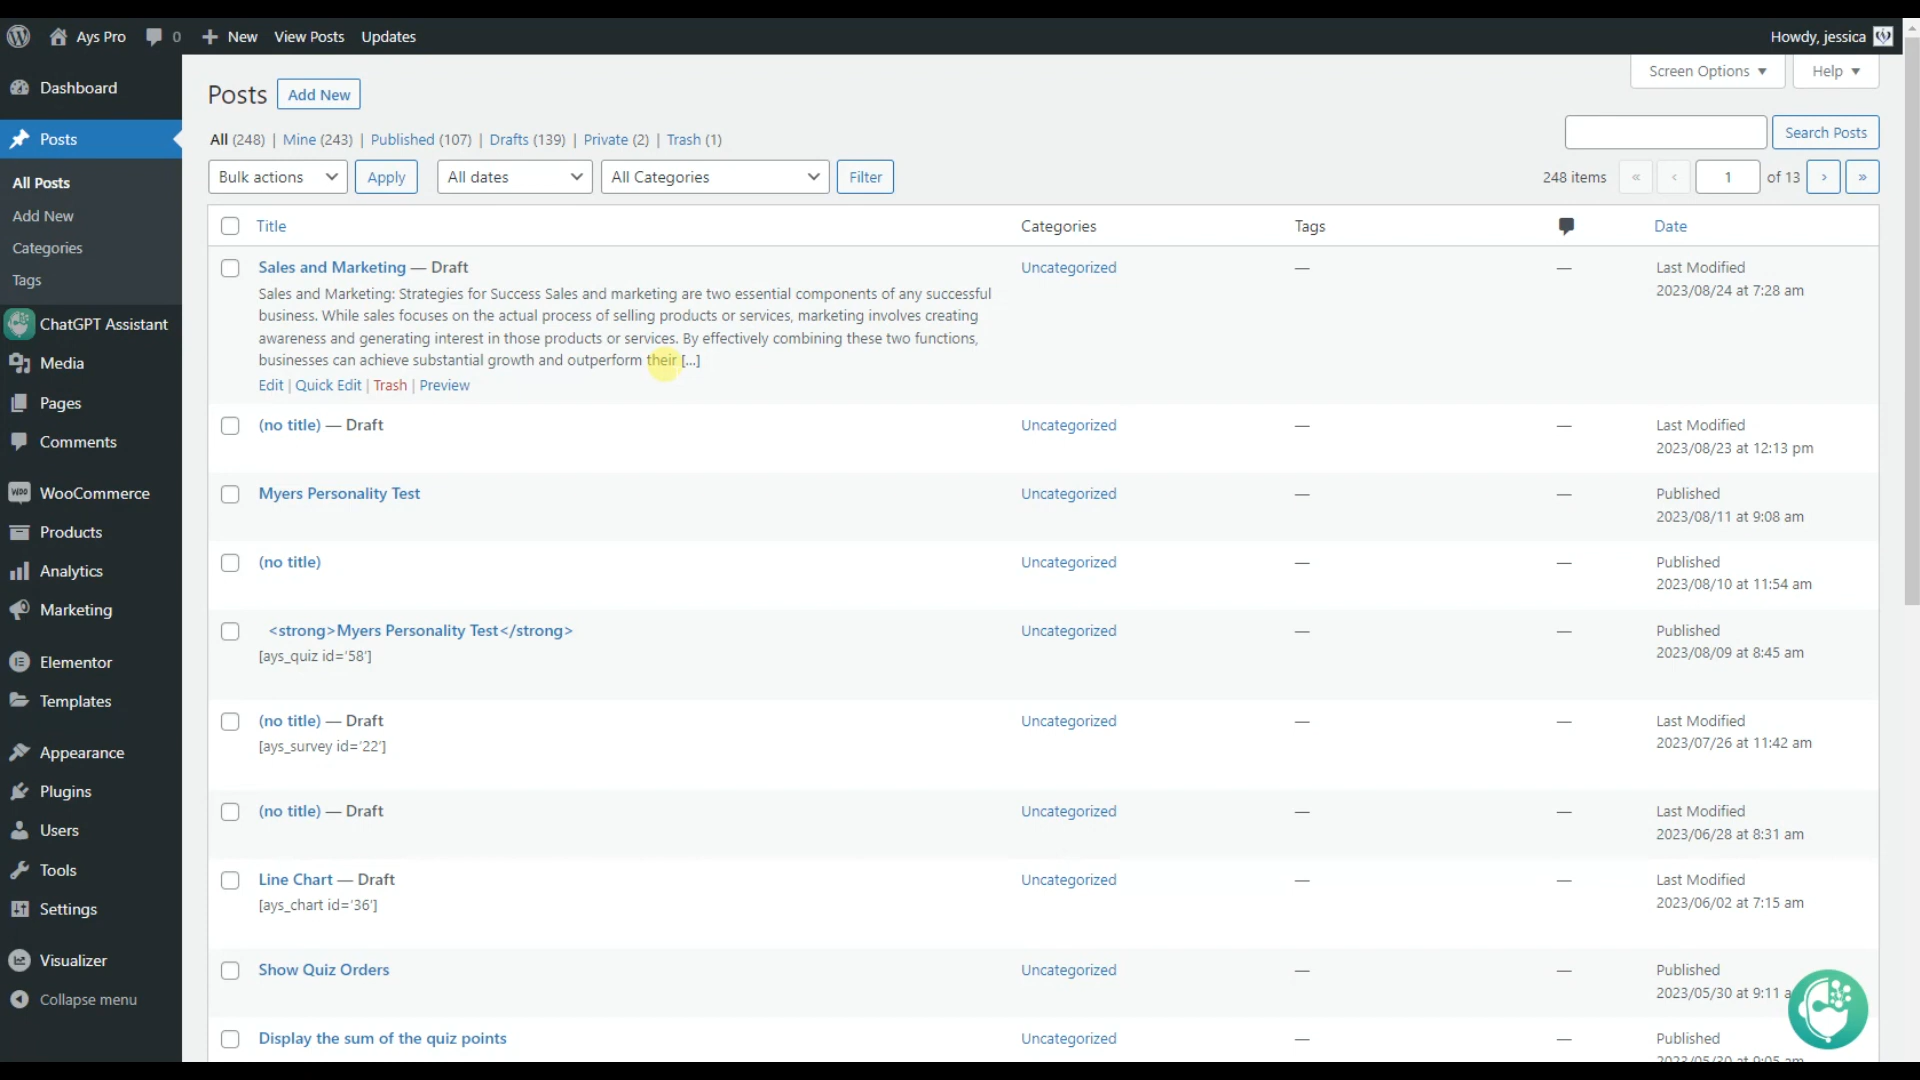 Ays Pro 0 New View Posts Updates Howdy, jessica
Dashboard
Posts
All Posts
Add New
Categories
Tags
ChatGPT Assistant
Media
Pages
Comments
WooCommerce
Products
Analytics
Marketing
Elementor
Templates
Appearance
Plugins
Users
Tools
Settings
Visualizer
Collapse menu
Screen Options Help
Posts Add New
All (248) | Mine (243) | Published (107) | Drafts (139) | Private (2) | Trash (1)
Search Posts
Bulk actions Apply All dates All Categories Filter 248 items « ‹ 1 of 13 › »
Title Categories Tags Date
Sales and Marketing — Draft Uncategorized — — Last Modified
2023/08/24 at 7:28 am
Sales and Marketing: Strategies for Success Sales and marketing are two essential components of any successful
business. While sales focuses on the actual process of selling products or services, marketing involves creating
awareness and generating interest in those products or services. By effectively combining these two functions,
businesses can achieve substantial growth and outperform their [...]
Edit | Quick Edit | Trash | Preview
(no title) — Draft Uncategorized — — Last Modified
2023/08/23 at 12:13 pm
Myers Personality Test Uncategorized — — Published
2023/08/11 at 9:08 am
(no title) Uncategorized — — Published
2023/08/10 at 11:54 am
<strong>Myers Personality Test</strong> Uncategorized — — Published
[ays_quiz id='58'] 2023/08/09 at 8:45 am
(no title) — Draft Uncategorized — — Last Modified
[ays_survey id='22'] 2023/07/26 at 11:42 am
(no title) — Draft Uncategorized — — Last Modified
2023/06/28 at 8:31 am
Line Chart — Draft Uncategorized — — Last Modified
[ays_chart id='36'] 2023/06/02 at 7:15 am
Show Quiz Orders Uncategorized — — Published
2023/05/30 at 9:11
Display the sum of the quiz points Uncategorized — — Published